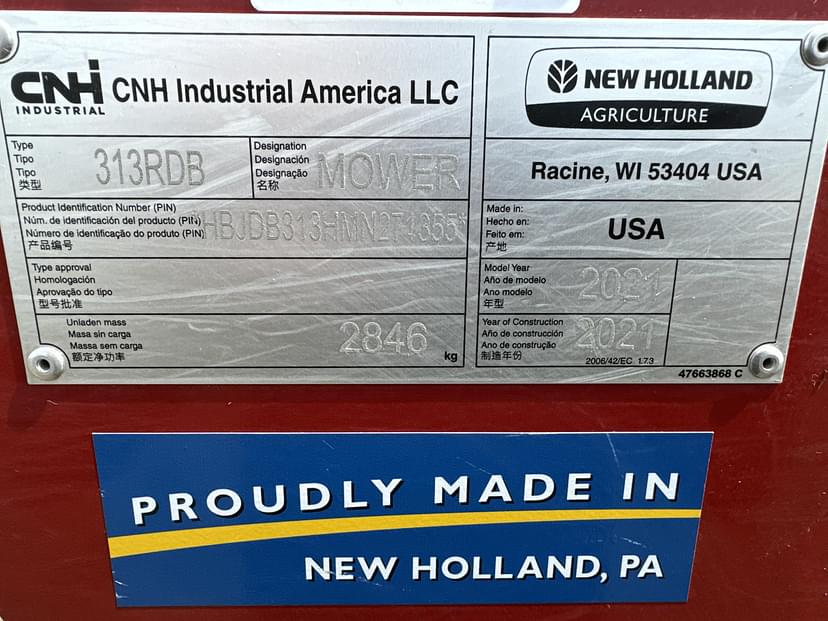 CNH
INDUSTRIAL
CNH Industrial America LLC
NEW HOLLAND
AGRICULTURE
Type
Tipo
Tipo
类型
313RDB
Designation
Designación
Designação
名称
MOWER
Racine, WI 53404 USA
Product Identification Number (PIN)
Núm. de identificación del producto (PIN)
Número de identificação do produto (PIN)
产品编号
Made in:
Hecho en:
Feito em:
产地
USA
Type approval
Homologación
Aprovação do tipo
型号批准
Model Year
Año de modelo
Ano modelo
年型
2021
Unladen mass
Masa sin carga
Massa sem carga
额定净功率
2846
kg
Year of Construction
Año de construcción
Ano de construção
制造年份
2021
2006/42/EC 1.7.3
47663868 C
PROUDLY MADE IN
NEW HOLLAND, PA